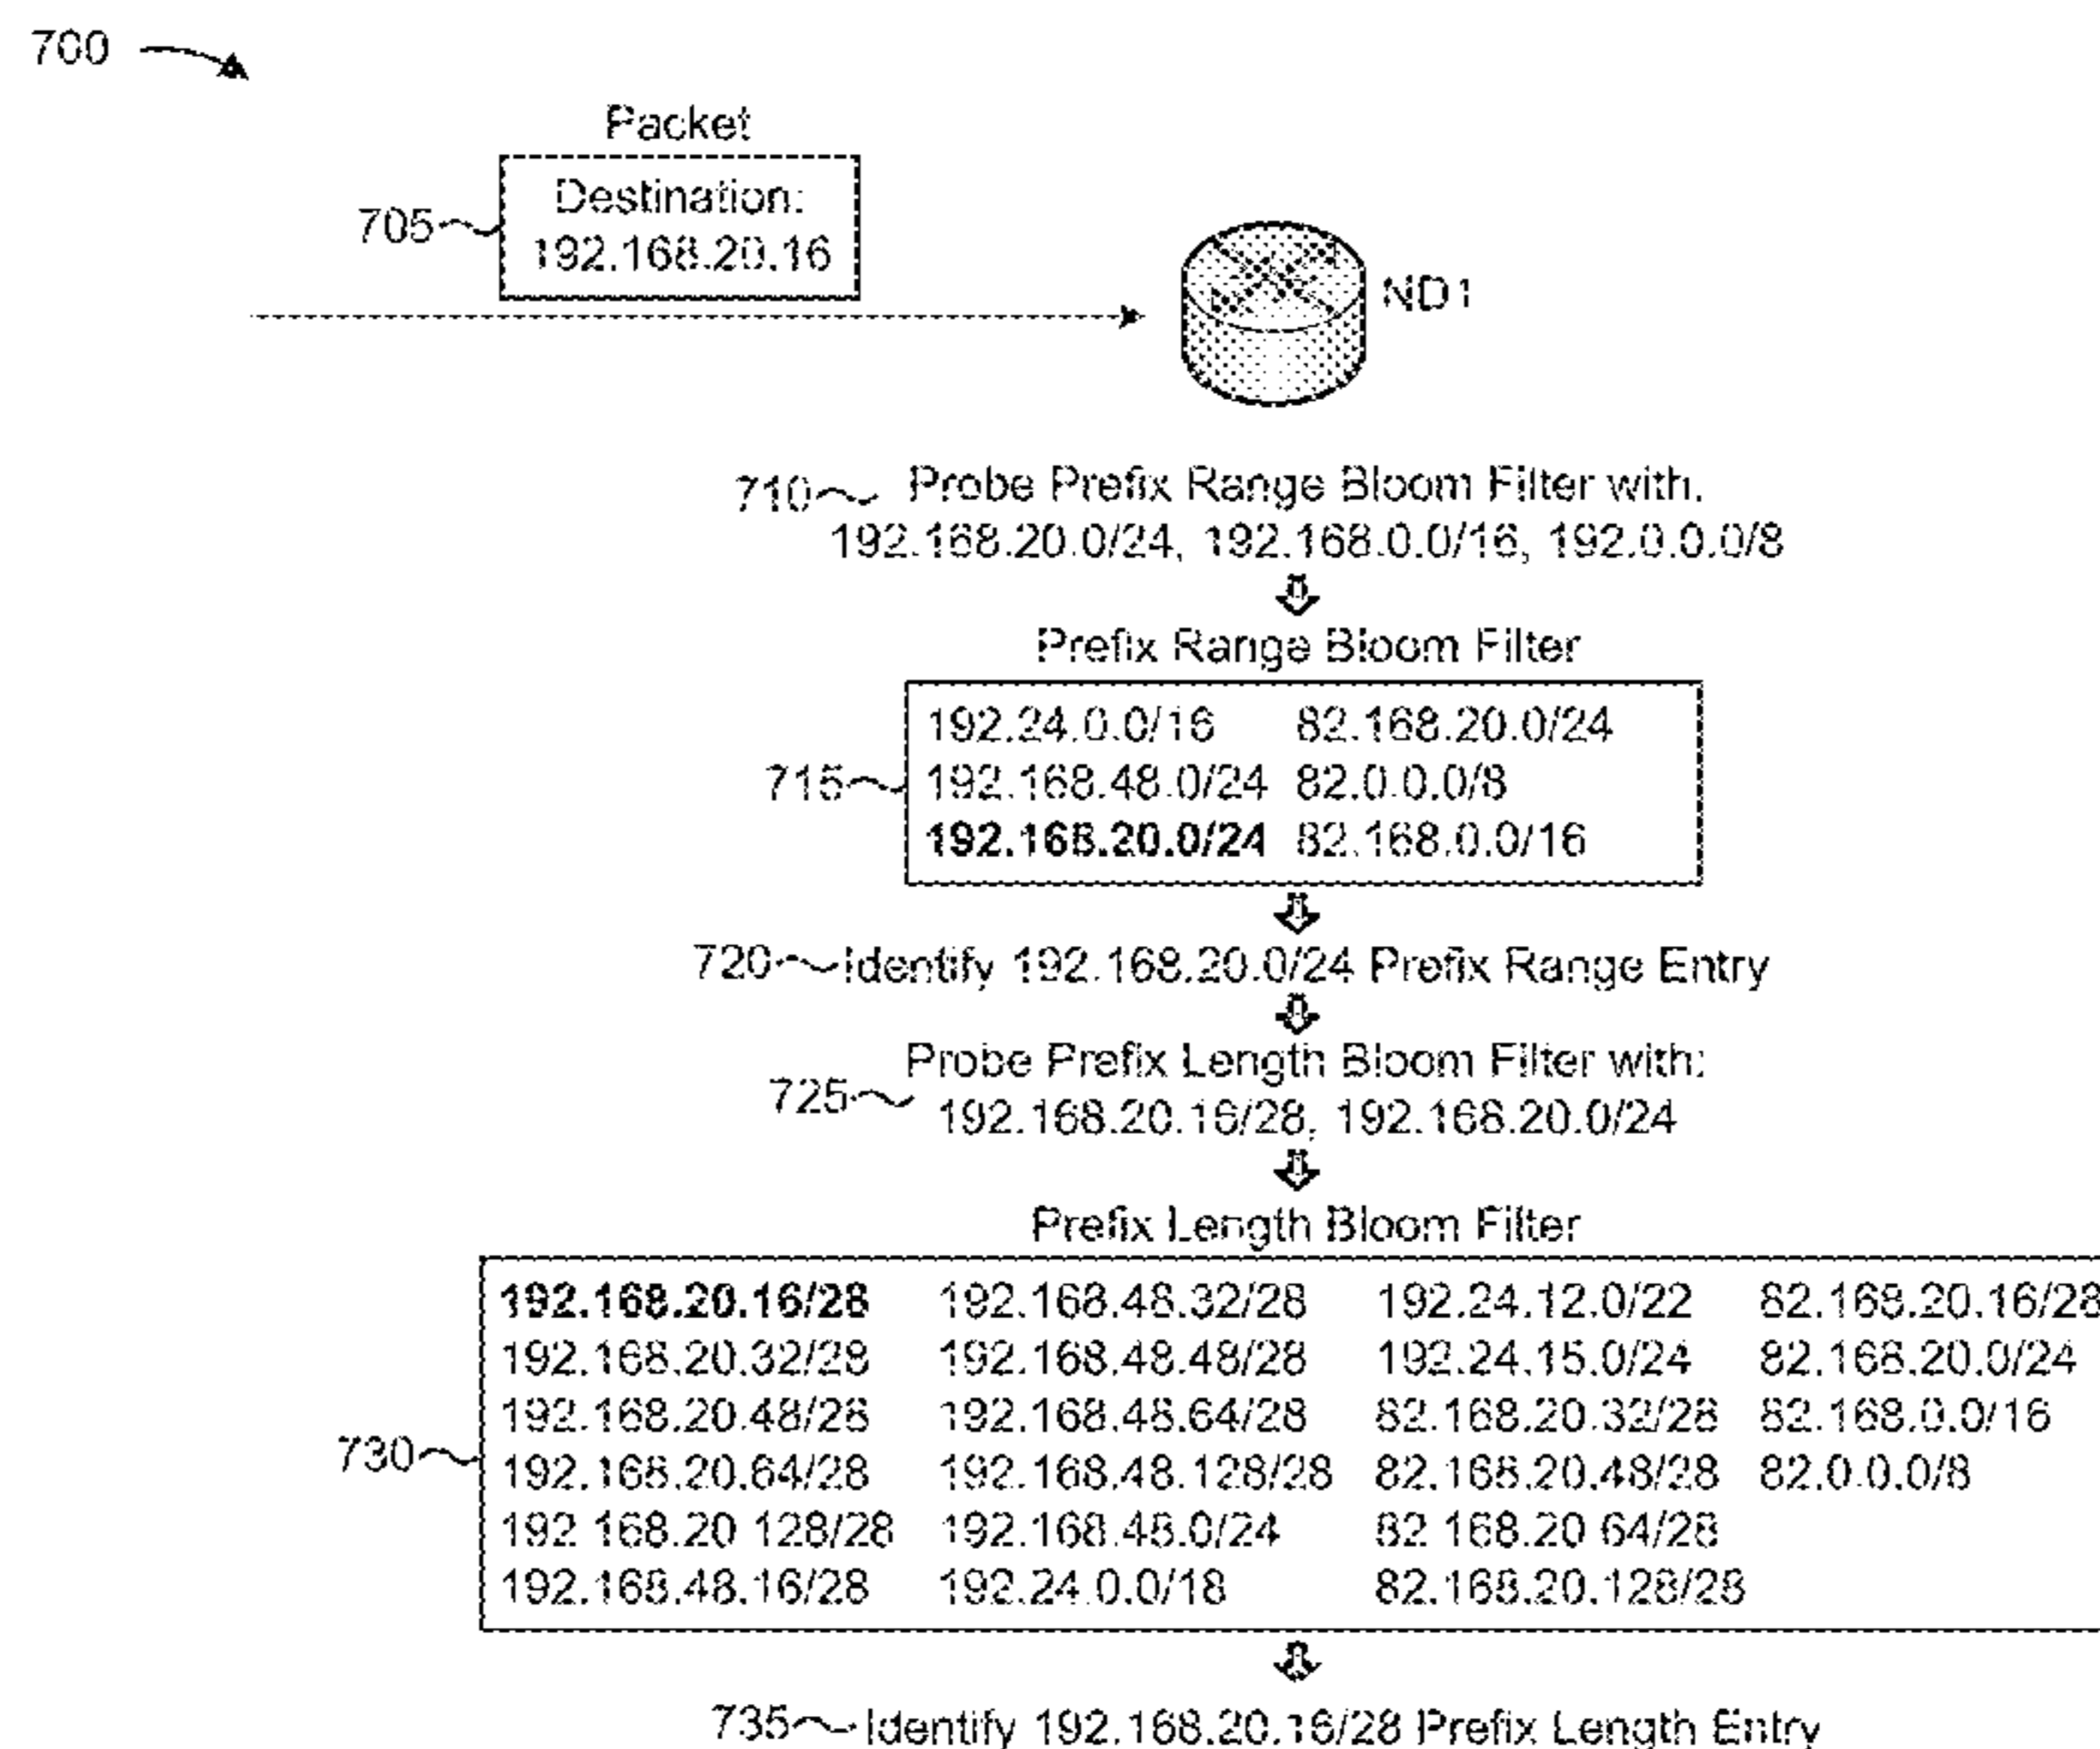 700
Packet
Destination:
705
192.168.20.16
ND1
710 Probe Prefix Range Bloom Filter with.
192.168.20.0/24, 192.168.0.0/16, 192.0.0.0/8
Prefix Range Bloom Filter
192.24.0.0/16 82.168.20.0/24
715 192.168.48.0/24 82.0.0.0/8
192.168.20.0/24 82.168.0.0/16
720 Identify 192.168.20.0/24 Prefix Range Entry
Probe Prefix Length Bloom Filter with:
725 192.168.20.16/28, 192.168.20.0/24
Prefix Length Bloom Filter
192.168.20.16/28 192.168.48.32/28 192.24.12.0/22 82.168.20.16/28
192.168.20.32/28 192.168.48.48/28 192.24.15.0/24 82.168.20.0/24
192.168.20.48/28 192.168.48.64/28 82.168.20.32/28 82.168.0.0/16
730 192.168.20.64/28 192.168.48.128/28 82.168.20.48/28 82.0.0.0/8
192.168.20.128/28 192.168.48.0/24 82.168.20.64/28
192.168.48.16/28 192.24.0.0/18 82.168.20.128/28
735 Identify 192.168.20.16/28 Prefix Length Entry